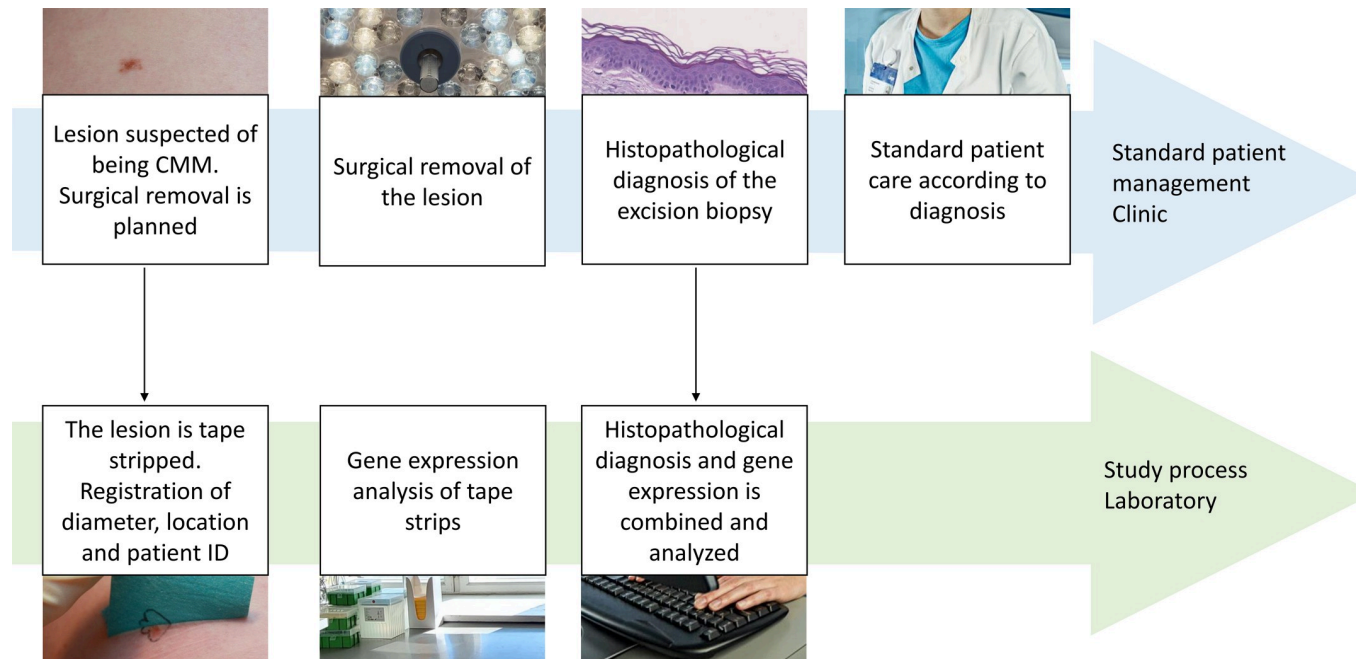 Lesion suspected of
being CMM.
Surgical removal is
planned
Surgical removal of
the lesion
Histopathological
diagnosis of the
excision biopsy
Standard patient
care according to
diagnosis
Standard patient
management
Clinic
The lesion is tape
stripped.
Registration of
diameter, location
and patient ID
Gene expression
analysis of tape
strips
Histopathological
diagnosis and gene
expression is
combined and
analyzed
Study process
Laboratory